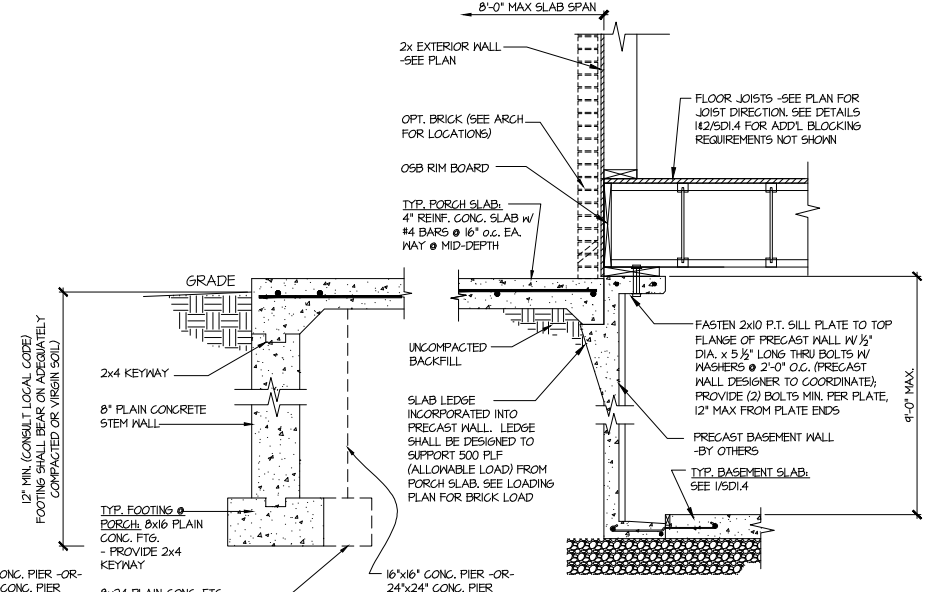 8'-0" MAX SLAB SPAN
2x EXTERIOR WALL
-SEE PLAN
FLOOR JOISTS -SEE PLAN FOR
JOIST DIRECTION. SEE DETAILS
1&2/SD1.4 FOR ADD'L BLOCKING
REQUIREMENTS NOT SHOWN
OPT. BRICK (SEE ARCH
FOR LOCATIONS)
OSB RIM BOARD
TYP. PORCH SLAB:
4" REINF. CONC. SLAB W/
#4 BARS @ 16" o.c. EA.
WAY @ MID-DEPTH
GRADE
12" MIN. (CONSULT LOCAL CODE)
FOOTING SHALL BEAR ON ADEQUATELY
COMPACTED OR VIRGIN SOIL)
2x4 KEYWAY
8" PLAIN CONCRETE
STEM WALL
TYP. FOOTING @
PORCH: 8x16 PLAIN
CONC. FTG.
- PROVIDE 2x4
KEYWAY
UNCOMPACTED
BACKFILL
SLAB LEDGE
INCORPORATED INTO
PRECAST WALL. LEDGE
SHALL BE DESIGNED TO
SUPPORT 500 PLF
(ALLOWABLE LOAD) FROM
PORCH SLAB. SEE LOADING
PLAN FOR BRICK LOAD
FASTEN 2x10 P.T. SILL PLATE TO TOP
FLANGE OF PRECAST WALL W/ ½"
DIA. x 5 ½" LONG THRU BOLTS W/
WASHERS @ 2'-0" O.C. (PRECAST
WALL DESIGNER TO COORDINATE);
PROVIDE (2) BOLTS MIN. PER PLATE,
12" MAX FROM PLATE ENDS
9'-0" MAX.
PRECAST BASEMENT WALL
-BY OTHERS
TYP. BASEMENT SLAB:
SEE 1/SD1.4
ONC. PIER -OR-
CONC. PIER
8x24 PLAIN CONC. FTG.
16"x16" CONC. PIER -OR-
24"x24" CONC. PIER